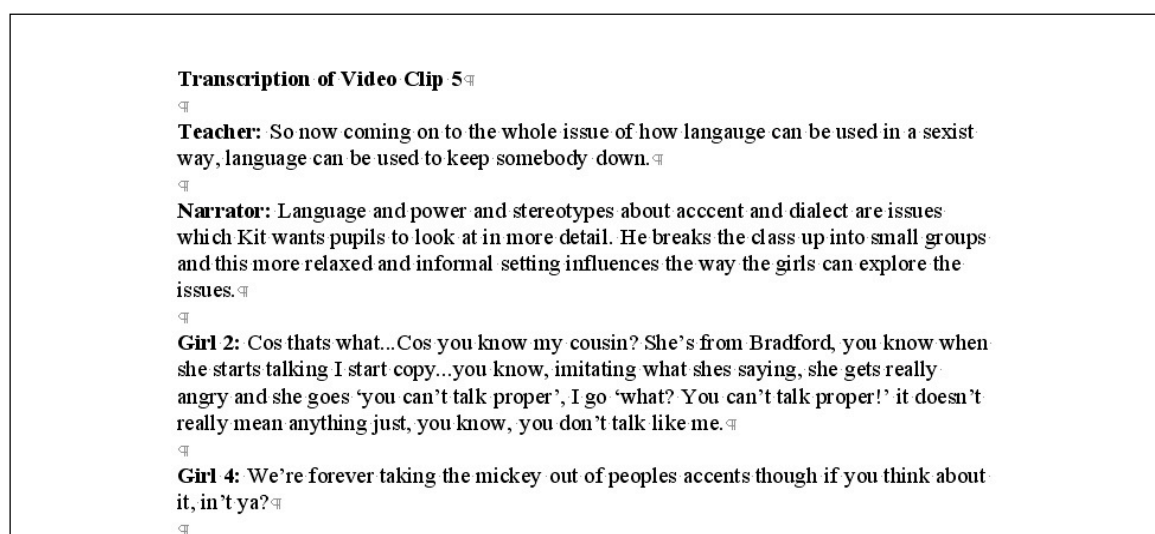 Transcription of Video Clip 5¶
¶
Teacher: So now coming on to the whole issue of how langauge can be used in a sexist
way, language can be used to keep somebody down.¶
¶
Narrator: Language and power and stereotypes about acccent and dialect are issues
which Kit wants pupils to look at in more detail. He breaks the class up into small groups
and this more relaxed and informal setting influences the way the girls can explore the
issues.¶
¶
Girl 2: Cos thats what...Cos you know my cousin? She’s from Bradford, you know when
she starts talking I start copy...you know, imitating what shes saying, she gets really
angry and she goes ‘you can’t talk proper’, I go ‘what? You can’t talk proper!’ it doesn’t
really mean anything just, you know, you don’t talk like me.¶
¶
Girl 4: We’re forever taking the mickey out of peoples accents though if you think about
it, in’t ya?¶
¶